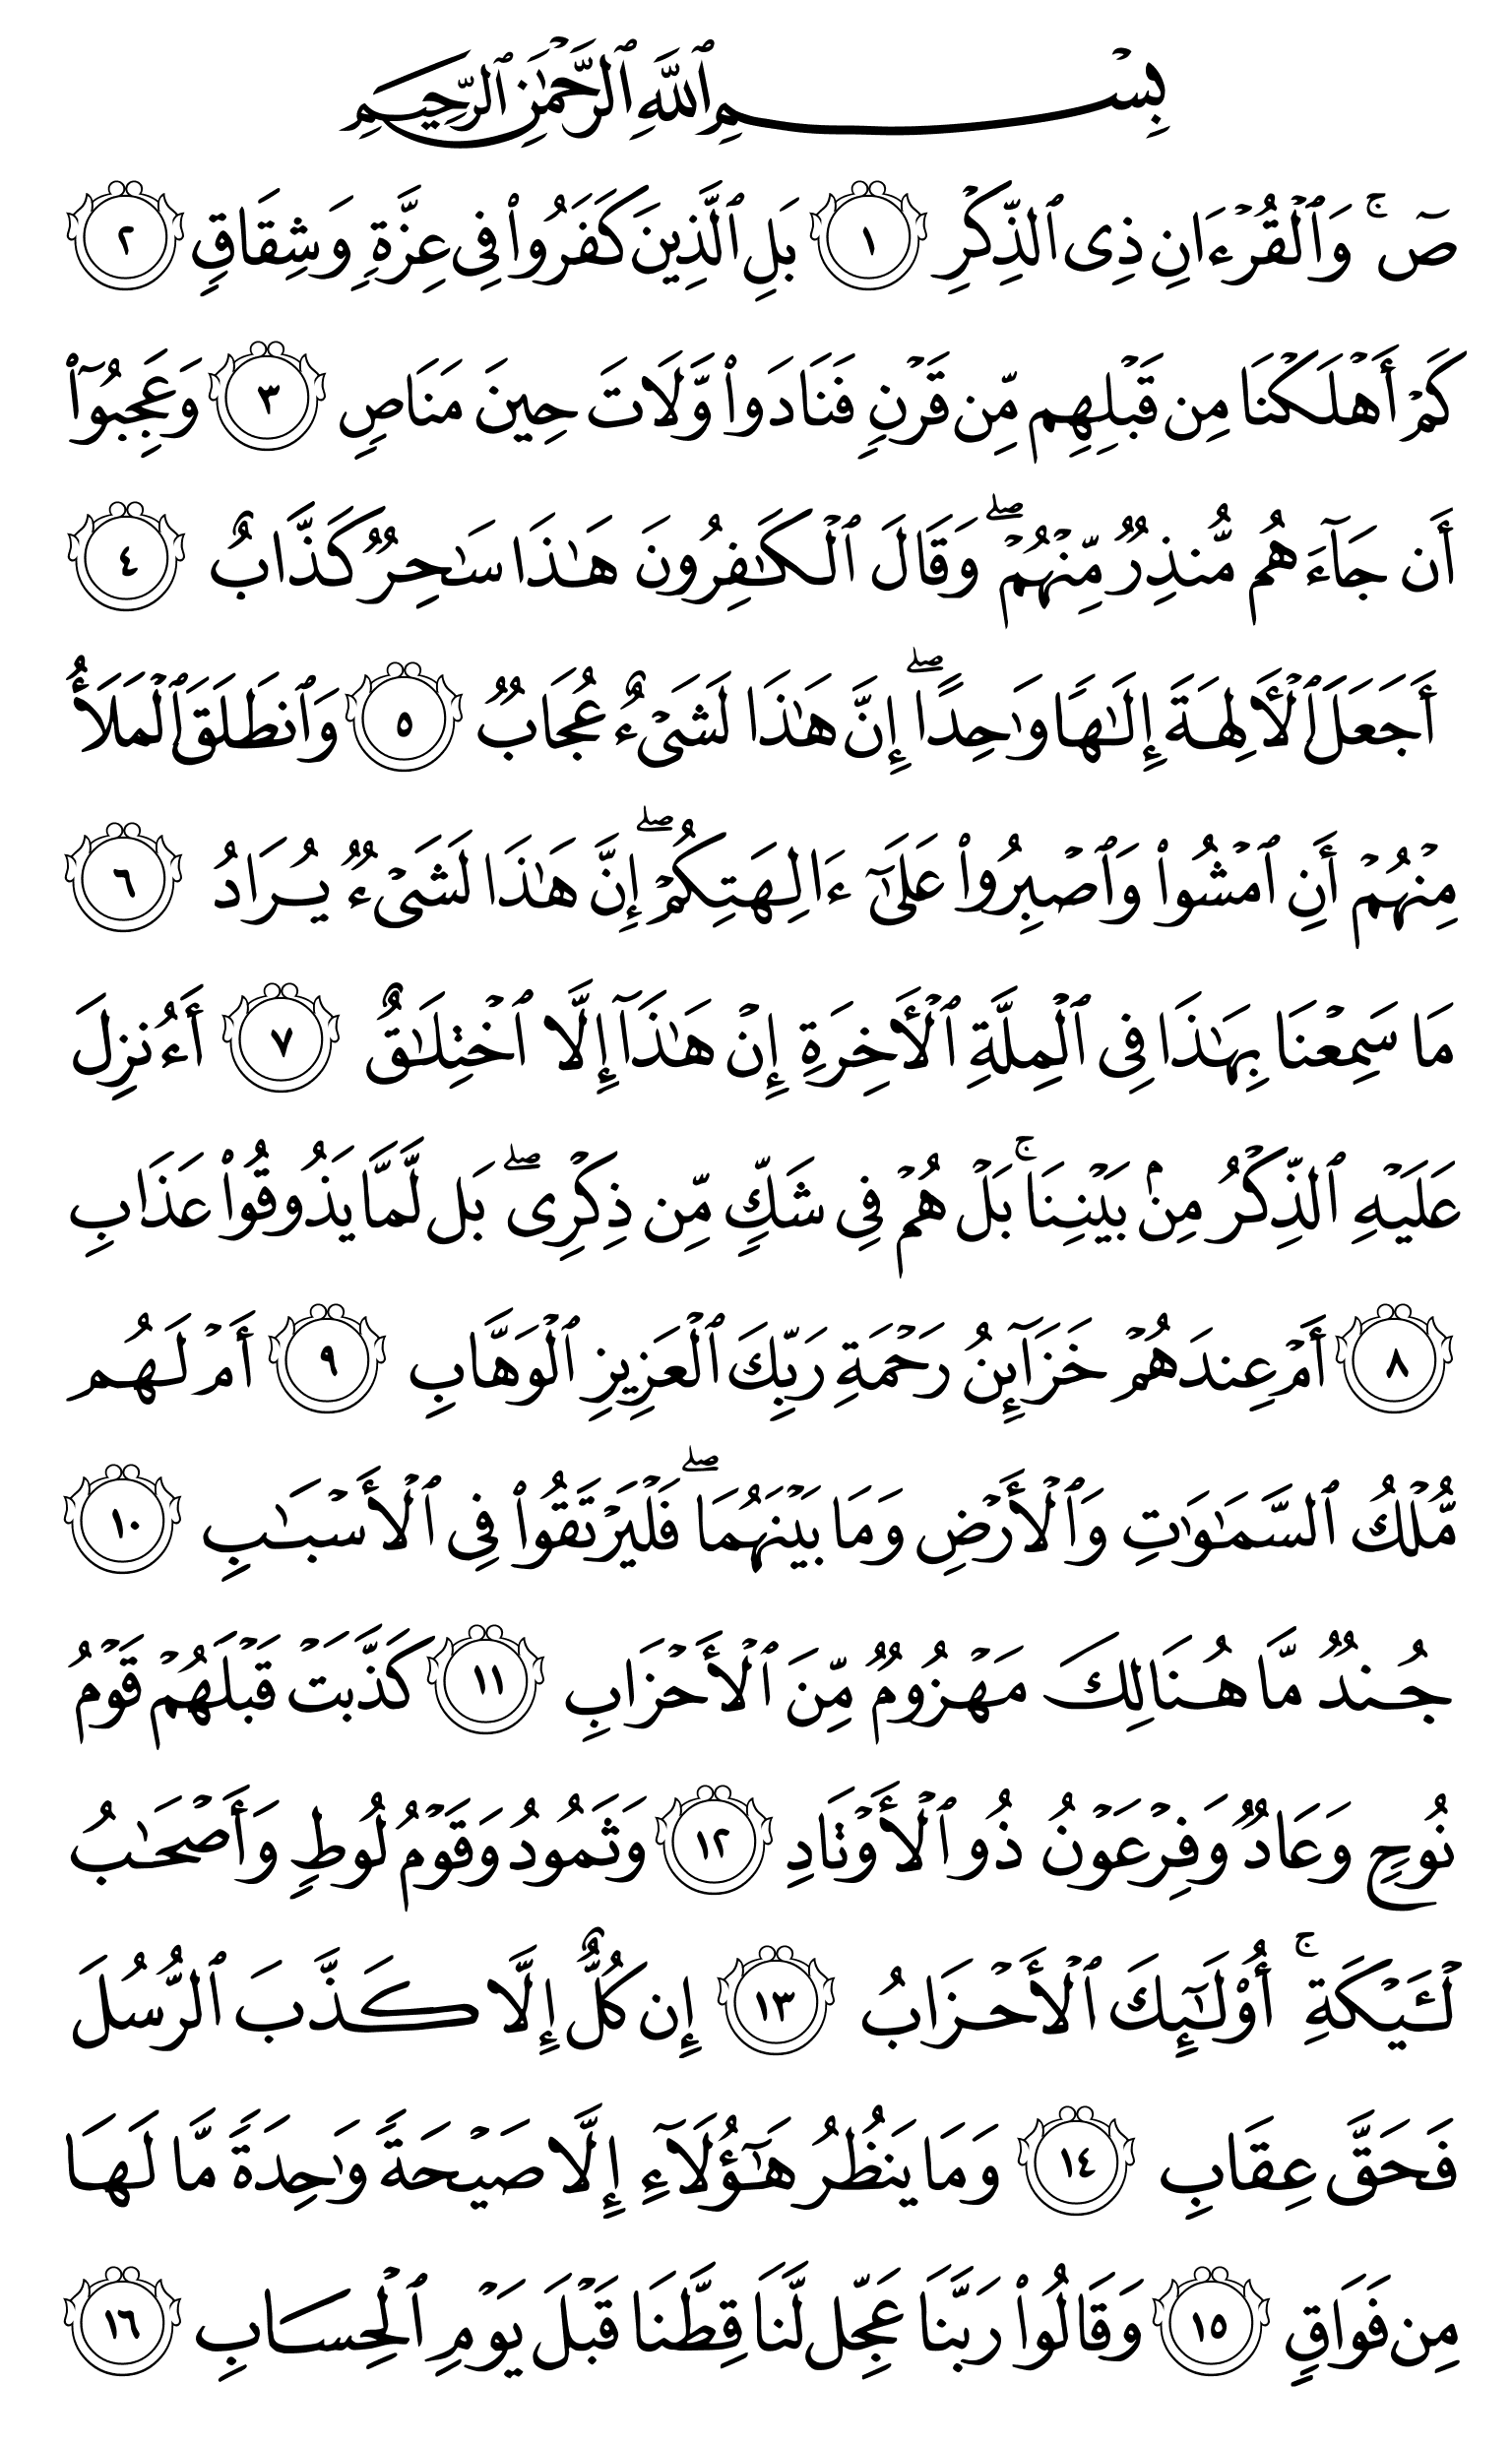 بِسْمِ ٱللَّهِ ٱلرَّحْمَٰنِ ٱلرَّحِيمِ
صٓ ۚ وَٱلْقُرْءَانِ ذِى ٱلذِّكْرِ ١ بَلِ ٱلَّذِينَ كَفَرُوا۟ فِى عِزَّةٍ وَشِقَاقٍ ٢
كَمْ أَهْلَكْنَا مِن قَبْلِهِم مِّن قَرْنٍ فَنَادَوا۟ وَّلَاتَ حِينَ مَنَاصٍ ٣ وَعَجِبُوٓا۟
أَن جَآءَهُم مُّنذِرٌ مِّنْهُمْ ۖ وَقَالَ ٱلْكَٰفِرُونَ هَٰذَا سَٰحِرٌ كَذَّابٌ ٤
أَجَعَلَ ٱلْأَلِهَةَ إِلَٰهًا وَٰحِدًا ۖ إِنَّ هَٰذَا لَشَىْءٌ عُجَابٌ ٥ وَٱنطَلَقَ ٱلْمَلَأُ
مِنْهُمْ أَنِ ٱمْشُوا۟ وَٱصْبِرُوا۟ عَلَىٰٓ ءَالِهَتِكُمْ ۖ إِنَّ هَٰذَا لَشَىْءٌ يُرَادُ ٦
مَا سَمِعْنَا بِهَٰذَا فِى ٱلْمِلَّةِ ٱلْأَخِرَةِ إِنْ هَٰذَآ إِلَّا ٱخْتِلَٰقٌ ٧ أَءُنزِلَ
عَلَيْهِ ٱلذِّكْرُ مِنۢ بَيْنِنَا ۚ بَلْ هُمْ فِى شَكٍّ مِّن ذِكْرِى ۖ بَل لَّمَّا يَذُوقُوا۟ عَذَابِ
٨ أَمْ عِندَهُمْ خَزَآئِنُ رَحْمَةِ رَبِّكَ ٱلْعَزِيزِ ٱلْوَهَّابِ ٩ أَمْ لَهُم
مُّلْكُ ٱلسَّمَٰوَٰتِ وَٱلْأَرْضِ وَمَا بَيْنَهُمَا ۖ فَلْيَرْتَقُوا۟ فِى ٱلْأَسْبَٰبِ ١٠
جُندٌ مَّا هُنَالِكَ مَهْزُومٌ مِّنَ ٱلْأَحْزَابِ ١١ كَذَّبَتْ قَبْلَهُمْ قَوْمُ
نُوحٍ وَعَادٌ وَفِرْعَوْنُ ذُو ٱلْأَوْتَادِ ١٢ وَثَمُودُ وَقَوْمُ لُوطٍ وَأَصْحَٰبُ
لْـَٔيْكَةِ ۚ أُو۟لَٰٓئِكَ ٱلْأَحْزَابُ ١٣ إِن كُلٌّ إِلَّا كَذَّبَ ٱلرُّسُلَ
فَحَقَّ عِقَابِ ١٤ وَمَا يَنظُرُ هَٰٓؤُلَآءِ إِلَّا صَيْحَةً وَٰحِدَةً مَّا لَهَا
مِن فَوَاقٍ ١٥ وَقَالُوا۟ رَبَّنَا عَجِّل لَّنَا قِطَّنَا قَبْلَ يَوْمِ ٱلْحِسَابِ ١٦